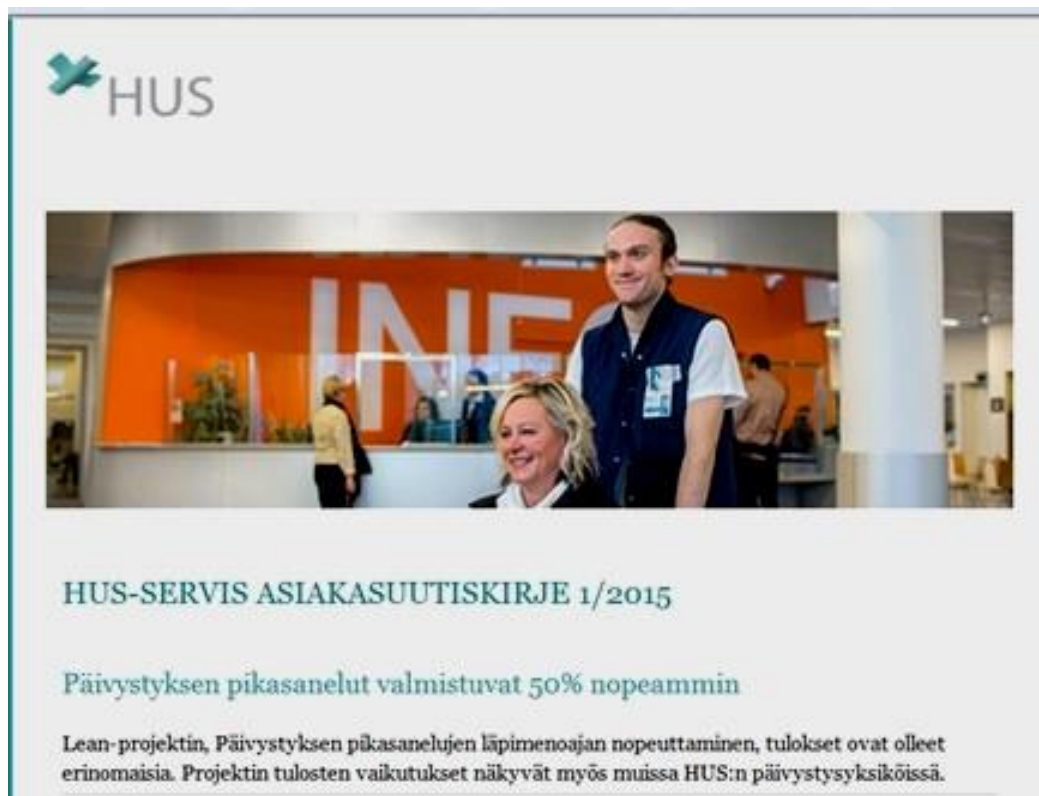 HUS
INFO
HUS-SERVIS ASIAKASUUTISKIRJE 1/2015
Päivystyksen pikasanelut valmistuvat 50% nopeammin
Lean-projektin, Päivystyksen pikasanelujen läpimenoajan nopeuttaminen, tulokset ovat olleet
erinomaisia. Projektin tulosten vaikutukset näkyvät myös muissa HUS:n päivystysyksiköissä.